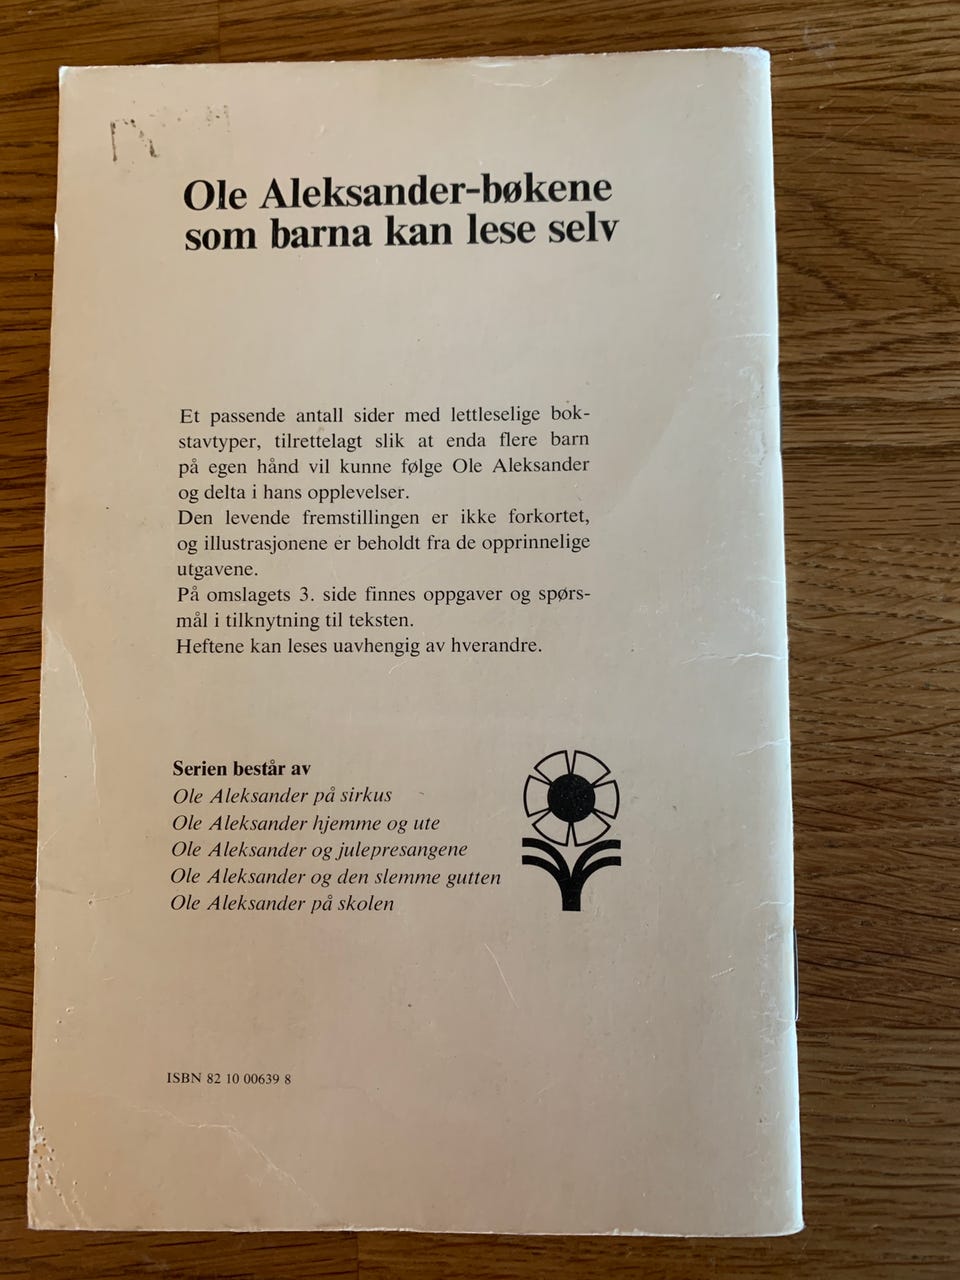 Ole Aleksander-bøkene
som barna kan lese selv
Et passende antall sider med lettleselige bok-
stavtyper, tilrettelagt slik at enda flere barn
på egen hånd vil kunne følge Ole Aleksander
og delta i hans opplevelser.
Den levende fremstillingen er ikke forkortet,
og illustrasjonene er beholdt fra de opprinnelige
utgavene.
På omslagets 3. side finnes oppgaver og spørs-
mål i tilknytning til teksten.
Heftene kan leses uavhengig av hverandre.
Serien består av
Ole Aleksander på sirkus
Ole Aleksander hjemme og ute
Ole Aleksander og julepresangene
Ole Aleksander og den slemme gutten
Ole Aleksander på skolen
ISBN 82 10 00639 8